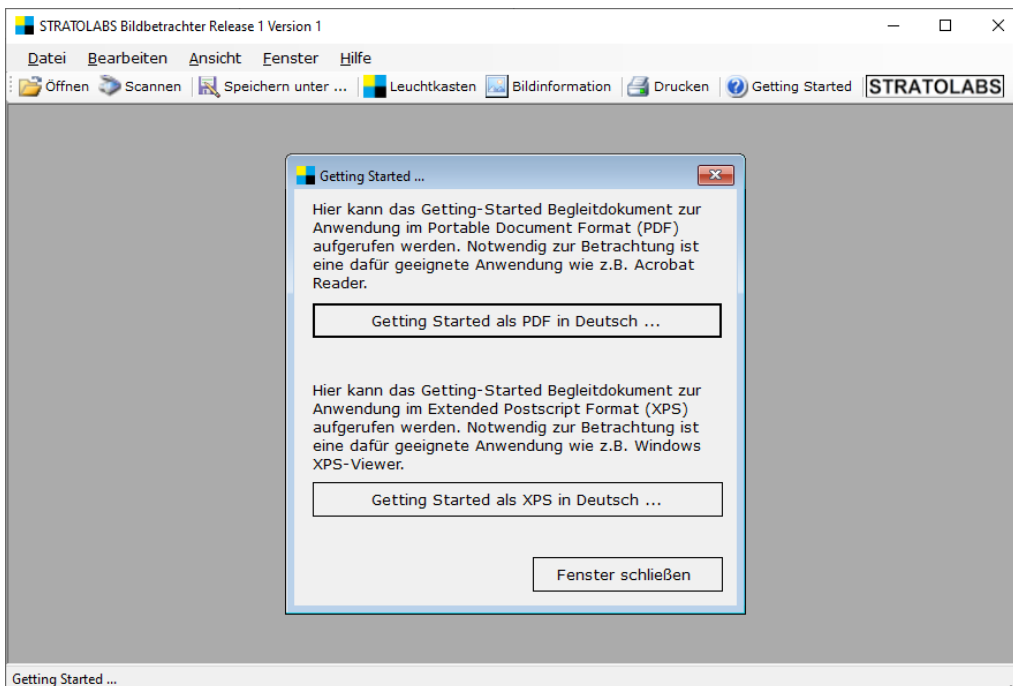 STRATOLABS Bildbetrachter Release 1 Version 1
Datei Bearbeiten Ansicht Fenster Hilfe
Öffnen Scannen Speichern unter ... Leuchtkasten Bildinformation Drucken Getting Started STRATOLABS
Getting Started ...
Hier kann das Getting-Started Begleitdokument zur
Anwendung im Portable Document Format (PDF)
aufgerufen werden. Notwendig zur Betrachtung ist
eine dafür geeignete Anwendung wie z.B. Acrobat
Reader.
Getting Started als PDF in Deutsch ...
Hier kann das Getting-Started Begleitdokument zur
Anwendung im Extended Postscript Format (XPS)
aufgerufen werden. Notwendig zur Betrachtung ist
eine dafür geeignete Anwendung wie z.B. Windows
XPS-Viewer.
Getting Started als XPS in Deutsch ...
Fenster schließen
Getting Started ...